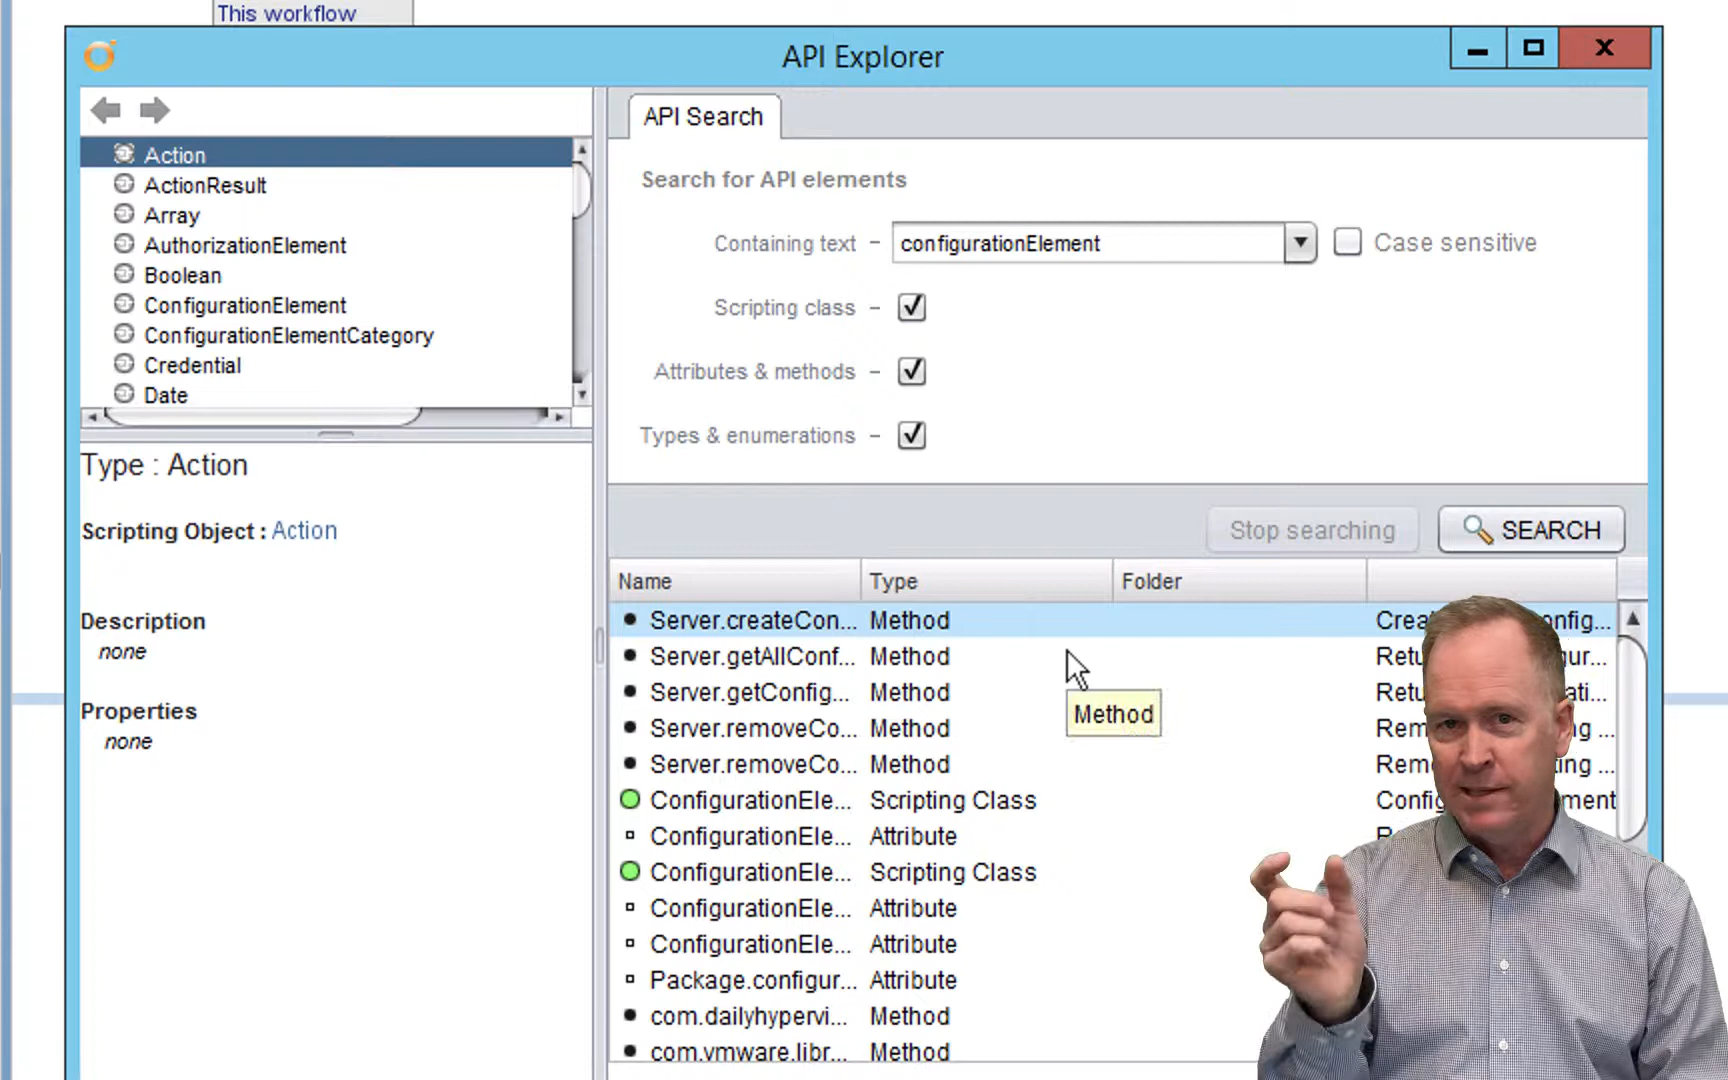 This workflow
API Explorer
X
Action
ActionResult
Array
AuthorizationElement
Boolean
ConfigurationElement
ConfigurationElementCategory
Credential
Date
Type : Action
Scripting Object : Action
Description
none
Properties
none
API Search
Search for API elements
Containing text - configurationElement Case sensitive
Scripting class -
Attributes & methods -
Types & enumerations -
Stop searching SEARCH
Name Type Folder
Server.createCon... Method
Server.getAllConf... Method
Server.getConfig... Method
Method
Server.removeCo... Method
Server.removeCo... Method
ConfigurationEle... Scripting Class
ConfigurationEle... Attribute
ConfigurationEle... Scripting Class
ConfigurationEle... Attribute
ConfigurationEle... Attribute
Package.configur... Attribute
com.dailyhypervi... Method
com.vmware.libr... Method